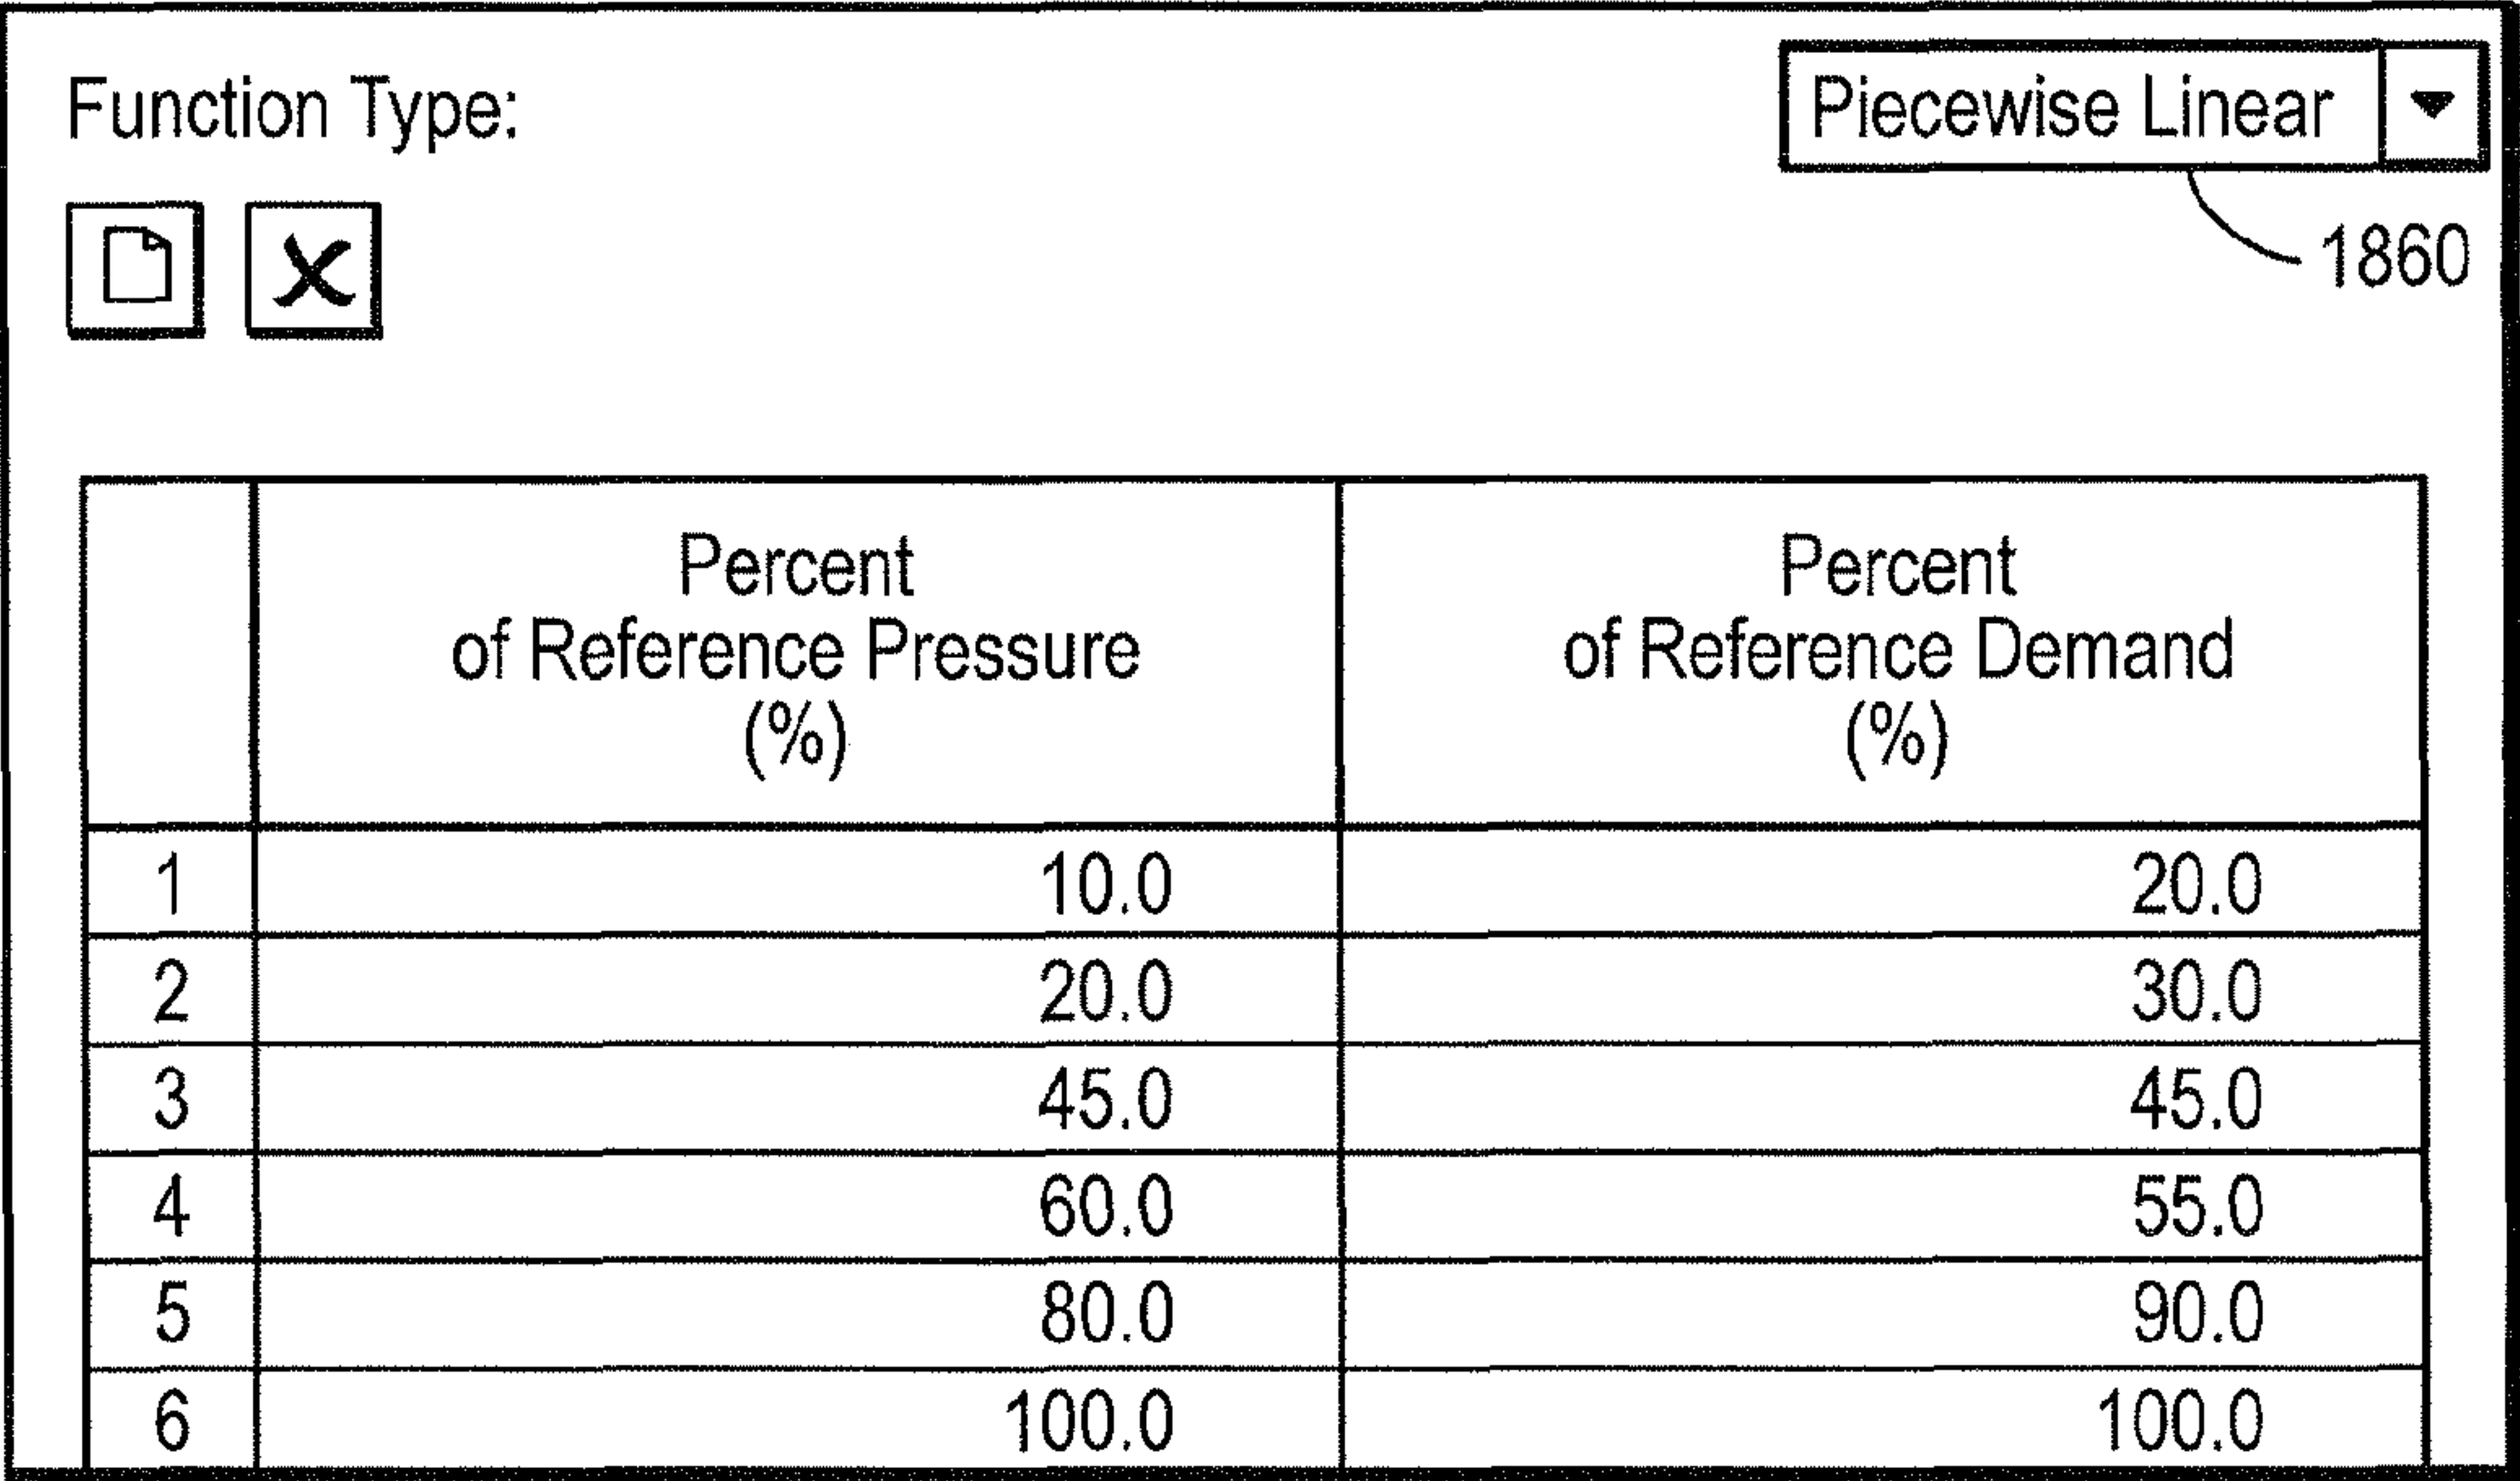 Function Type:
Piecewise Linear
1860
Percent
of Reference Pressure
(%)
Percent
of Reference Demand
(%)
1 10.0 20.0
2 20.0 30.0
3 45.0 45.0
4 60.0 55.0
5 80.0 90.0
6 100.0 100.0